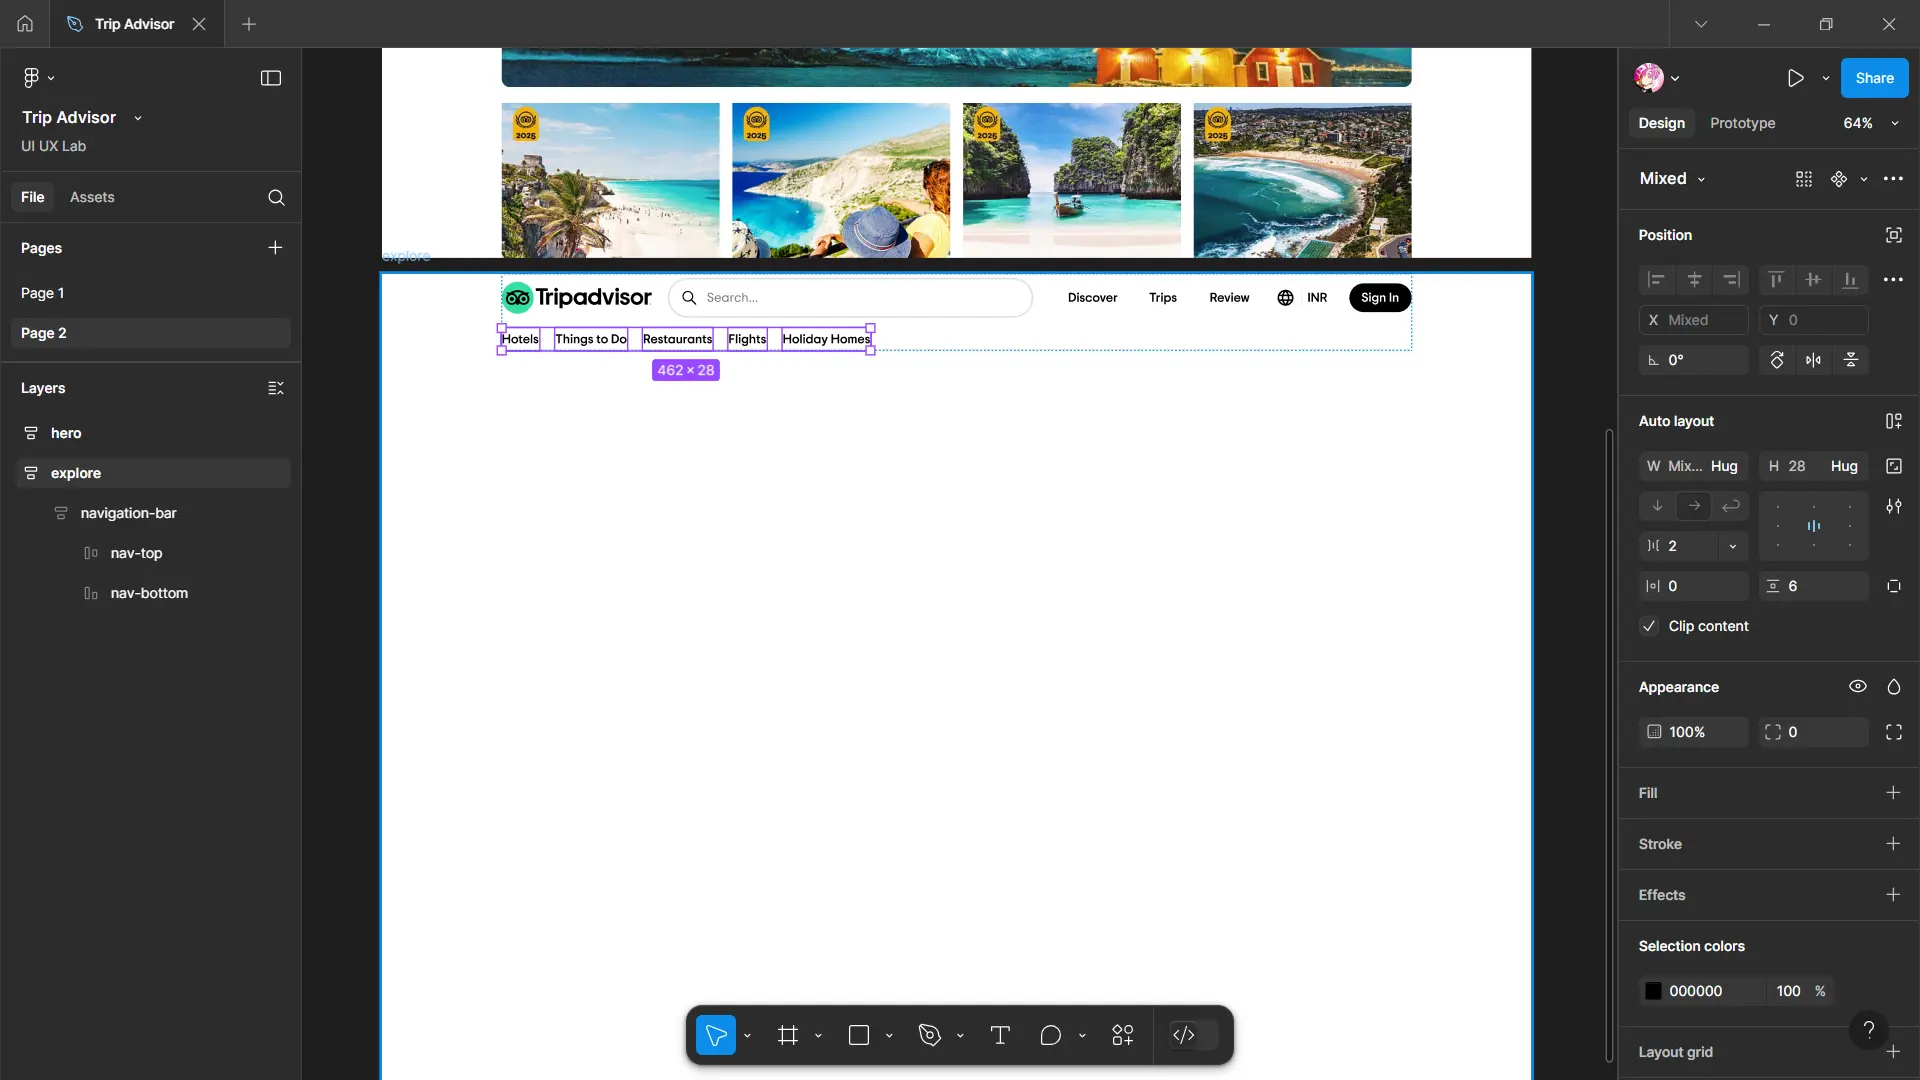 Trip Advisor
Trip Advisor
UI UX Lab
File Assets
Pages
Page 1
Page 2
Layers
hero
explore
navigation-bar
nav-top
nav-bottom
2025 2025 2025 2025
explore
Tripadvisor Search... Discover Trips Review INR Sign In
Hotels Things to Do Restaurants Flights Holiday Homes
462 × 28
Share
Design Prototype 64%
Mixed
Position
X Mixed Y 0
0°
Auto layout
W Mix... Hug H 28 Hug
2
0 6
Clip content
Appearance
100% 0
Fill
Stroke
Effects
Selection colors
000000 100 %
Layout grid
?